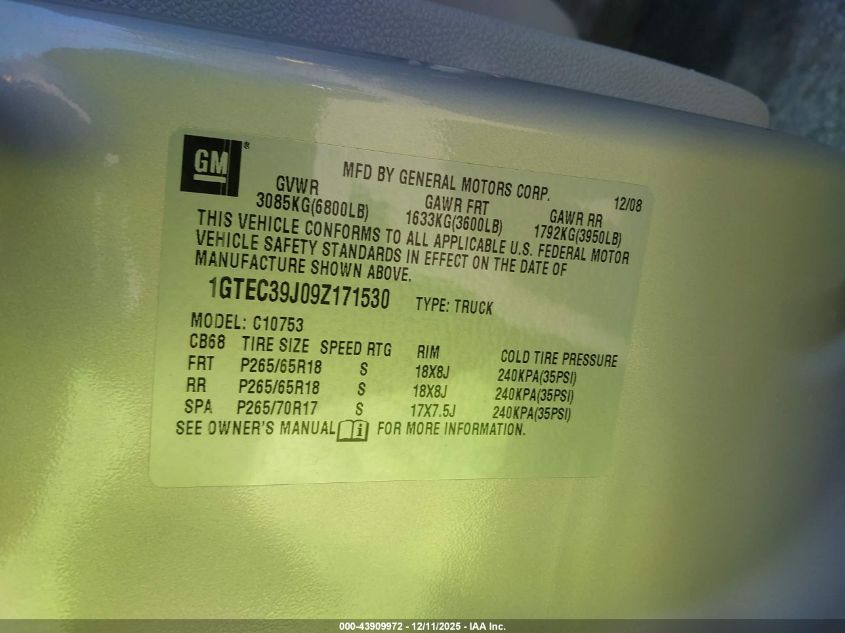 GM®
MFD BY GENERAL MOTORS CORP. 12/08
GVWR GAWR FRT GAWR RR
3085KG(6800LB) 1633KG(3600LB) 1792KG(3950LB)
THIS VEHICLE CONFORMS TO ALL APPLICABLE U.S. FEDERAL MOTOR
VEHICLE SAFETY STANDARDS IN EFFECT ON THE DATE OF
MANUFACTURE SHOWN ABOVE.
1GTEC39J09Z171530 TYPE: TRUCK
MODEL: C10753
CB68 TIRE SIZE SPEED RTG RIM COLD TIRE PRESSURE
FRT P265/65R18 S 18X8J 240KPA(35PSI)
RR P265/65R18 S 18X8J 240KPA(35PSI)
SPA P265/70R17 S 17X7.5J 240KPA(35PSI)
SEE OWNER'S MANUAL FOR MORE INFORMATION.
000-43909972 - 12/11/2025 - IAA Inc.